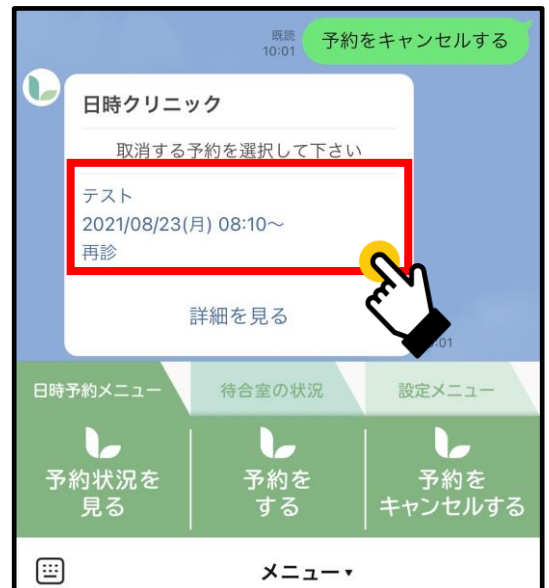 既読
10:01
予約をキャンセルする
日時クリニック
取消する予約を選択して下さい
テスト
2021/08/23(月) 08:10～
再診
詳細を見る
:01
日時予約メニュー
待合室の状況
設定メニュー
予約状況を
見る
予約を
する
予約を
キャンセルする
メニュー▾